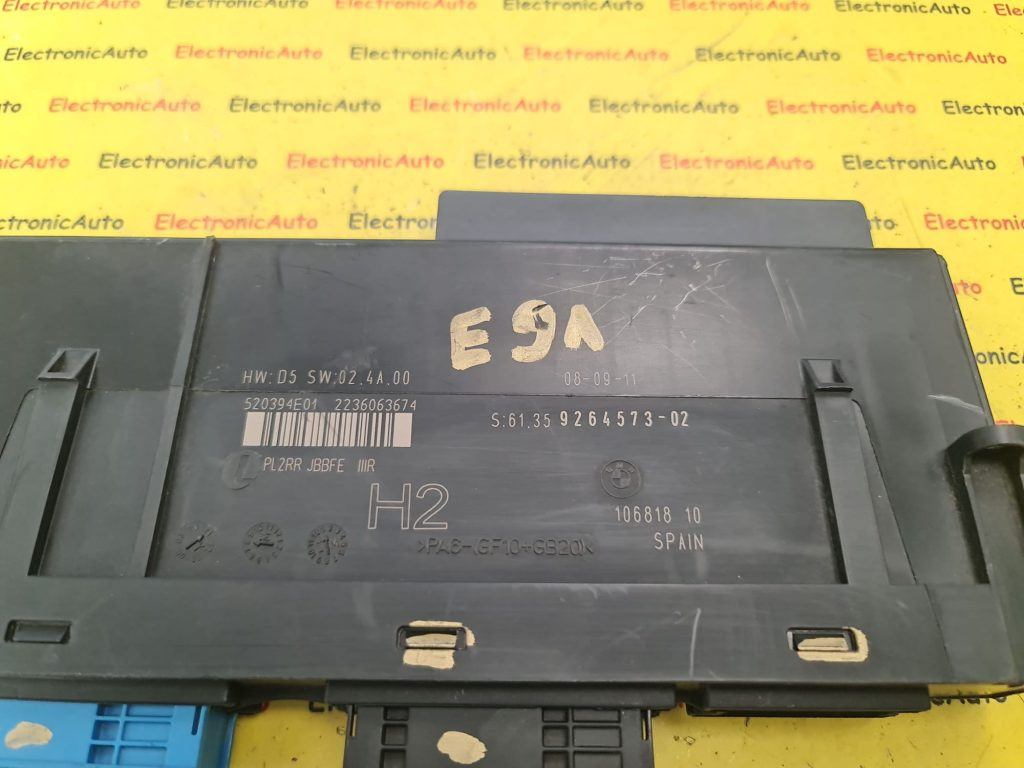 ElectronicAuto ElectronicAuto ElectronicAuto ElectronicAuto ElectronicAuto
ElectronicAuto ElectronicAuto ElectronicAuto ElectronicAuto ElectronicAuto
ElectronicAuto ElectronicAuto ElectronicAuto ElectronicAuto ElectronicAuto
ElectronicAuto ElectronicAuto ElectronicAuto ElectronicAuto
ElectronicAuto ElectronicAuto ElectronicAuto ElectronicAuto
E91
HW:D5 SW:02.4A.00
08-09-11
520394E01 2236063674
S:61.35 9264573-02
PL2RR JBBFE IIIR
H2
106818 10
>PA6-(GF10+GB20)<
SPAIN